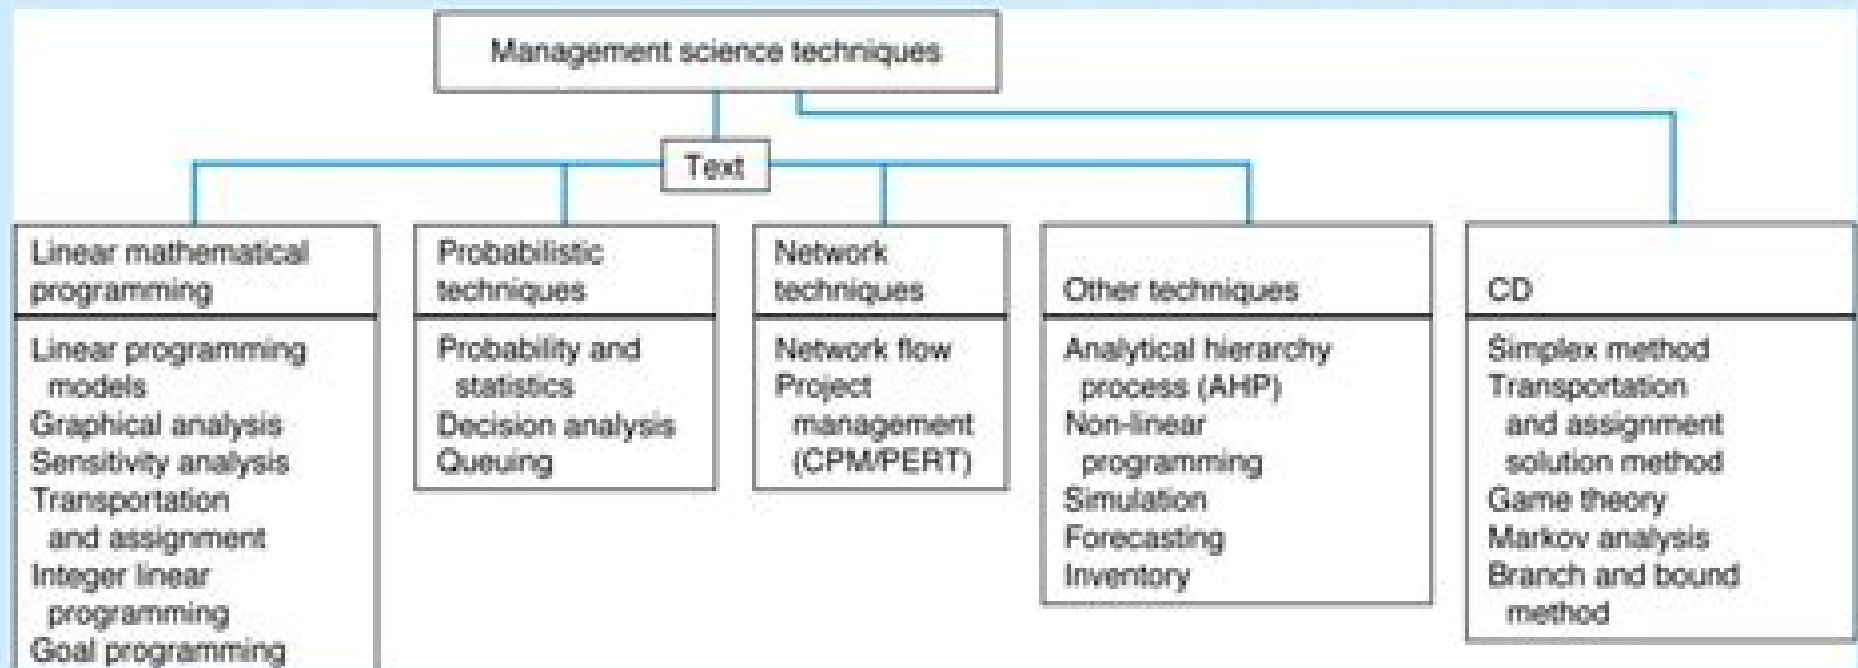 Management science techniques
Text
Linear mathematical
programming
Linear programming
models
Graphical analysis
Sensitivity analysis
Transportation
and assignment
Integer linear
programming
Goal programming
Probabilistic
techniques
Probability and
statistics
Decision analysis
Queuing
Network
techniques
Network flow
Project
management
(CPM/PERT)
Other techniques
Analytical hierarchy
process (AHP)
Non-linear
programming
Simulation
Forecasting
Inventory
CD
Simplex method
Transportation
and assignment
solution method
Game theory
Markov analysis
Branch and bound
method